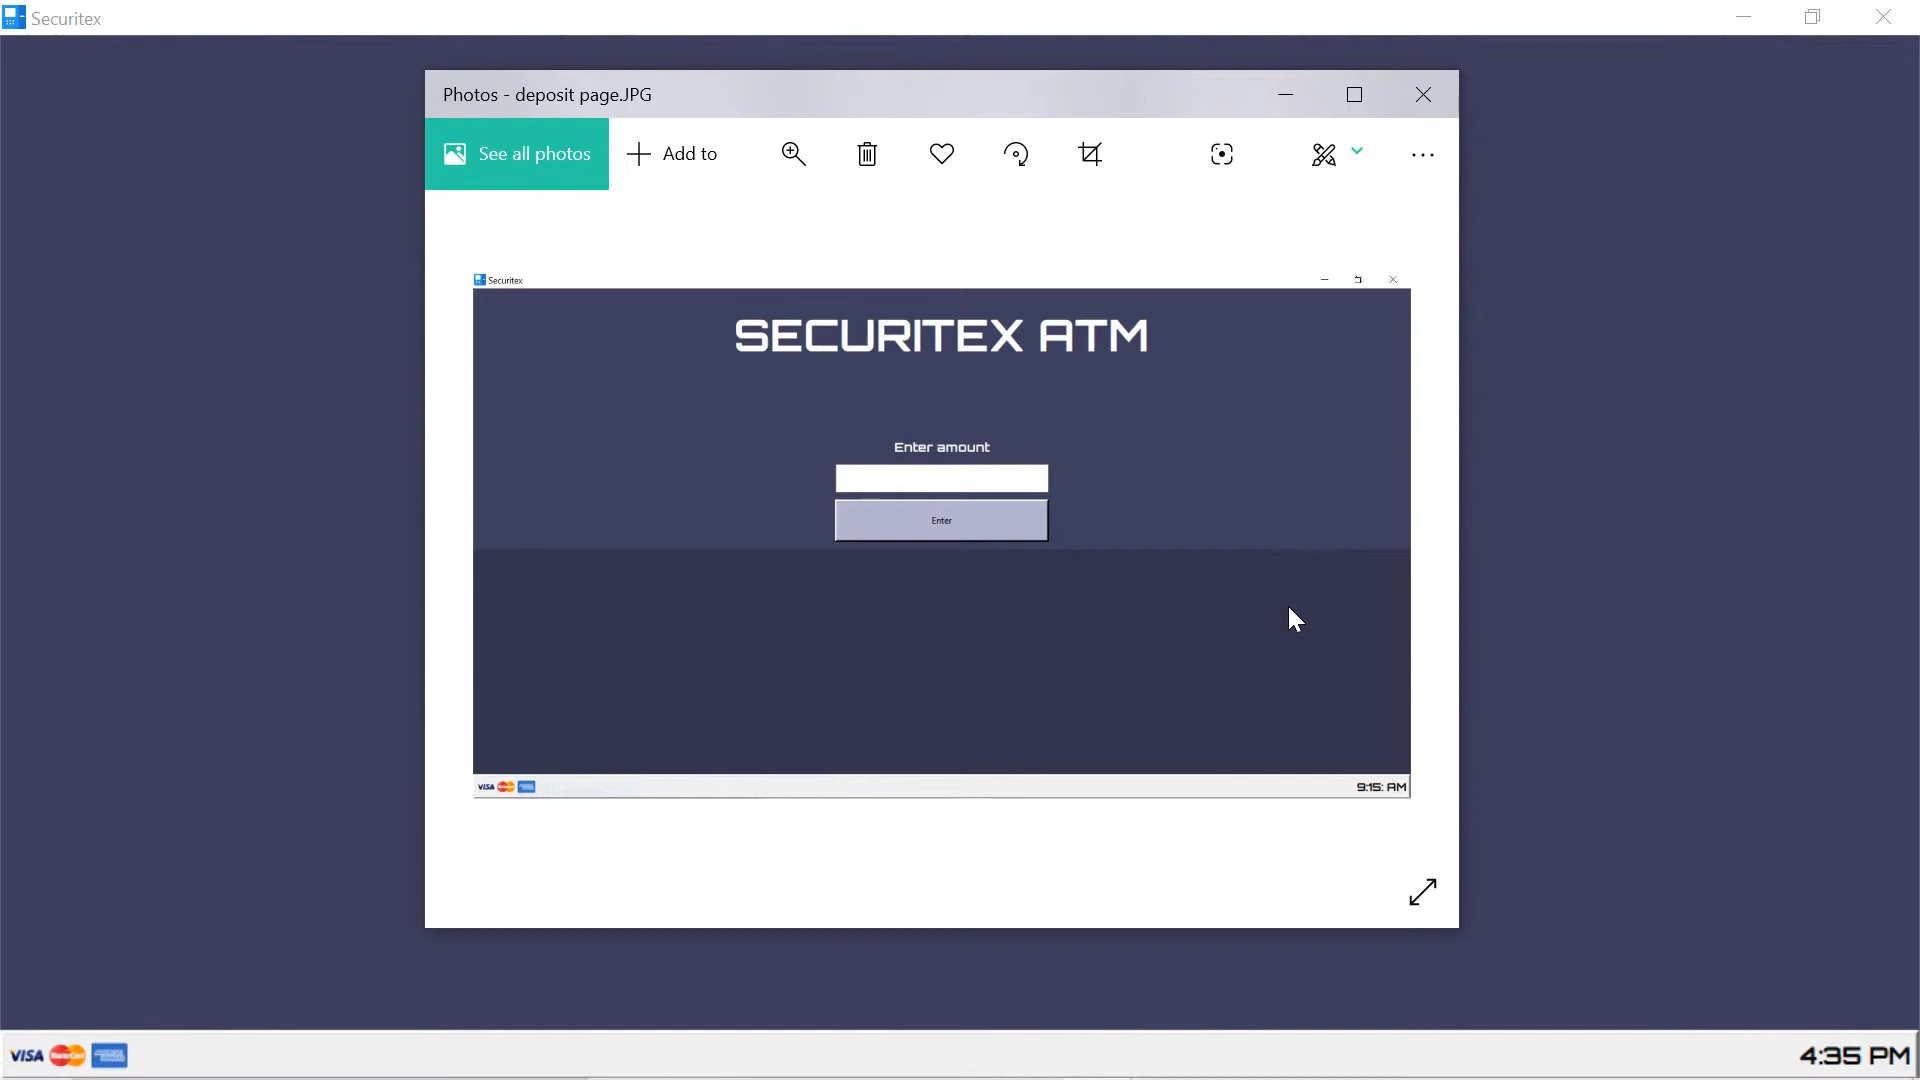 Securitex
Photos - deposit page.JPG
See all photos
Add to
Securitex
SECURITEX ATM
Enter amount
Enter
VISA
9:15: AM
VISA MasterCard
4:35 PM